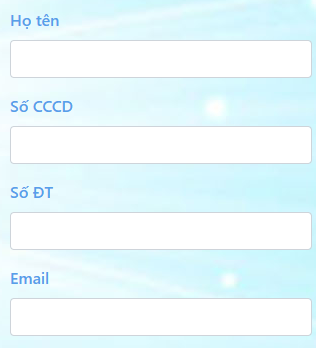 Họ tên
Số CCCD
Số ĐT
Email